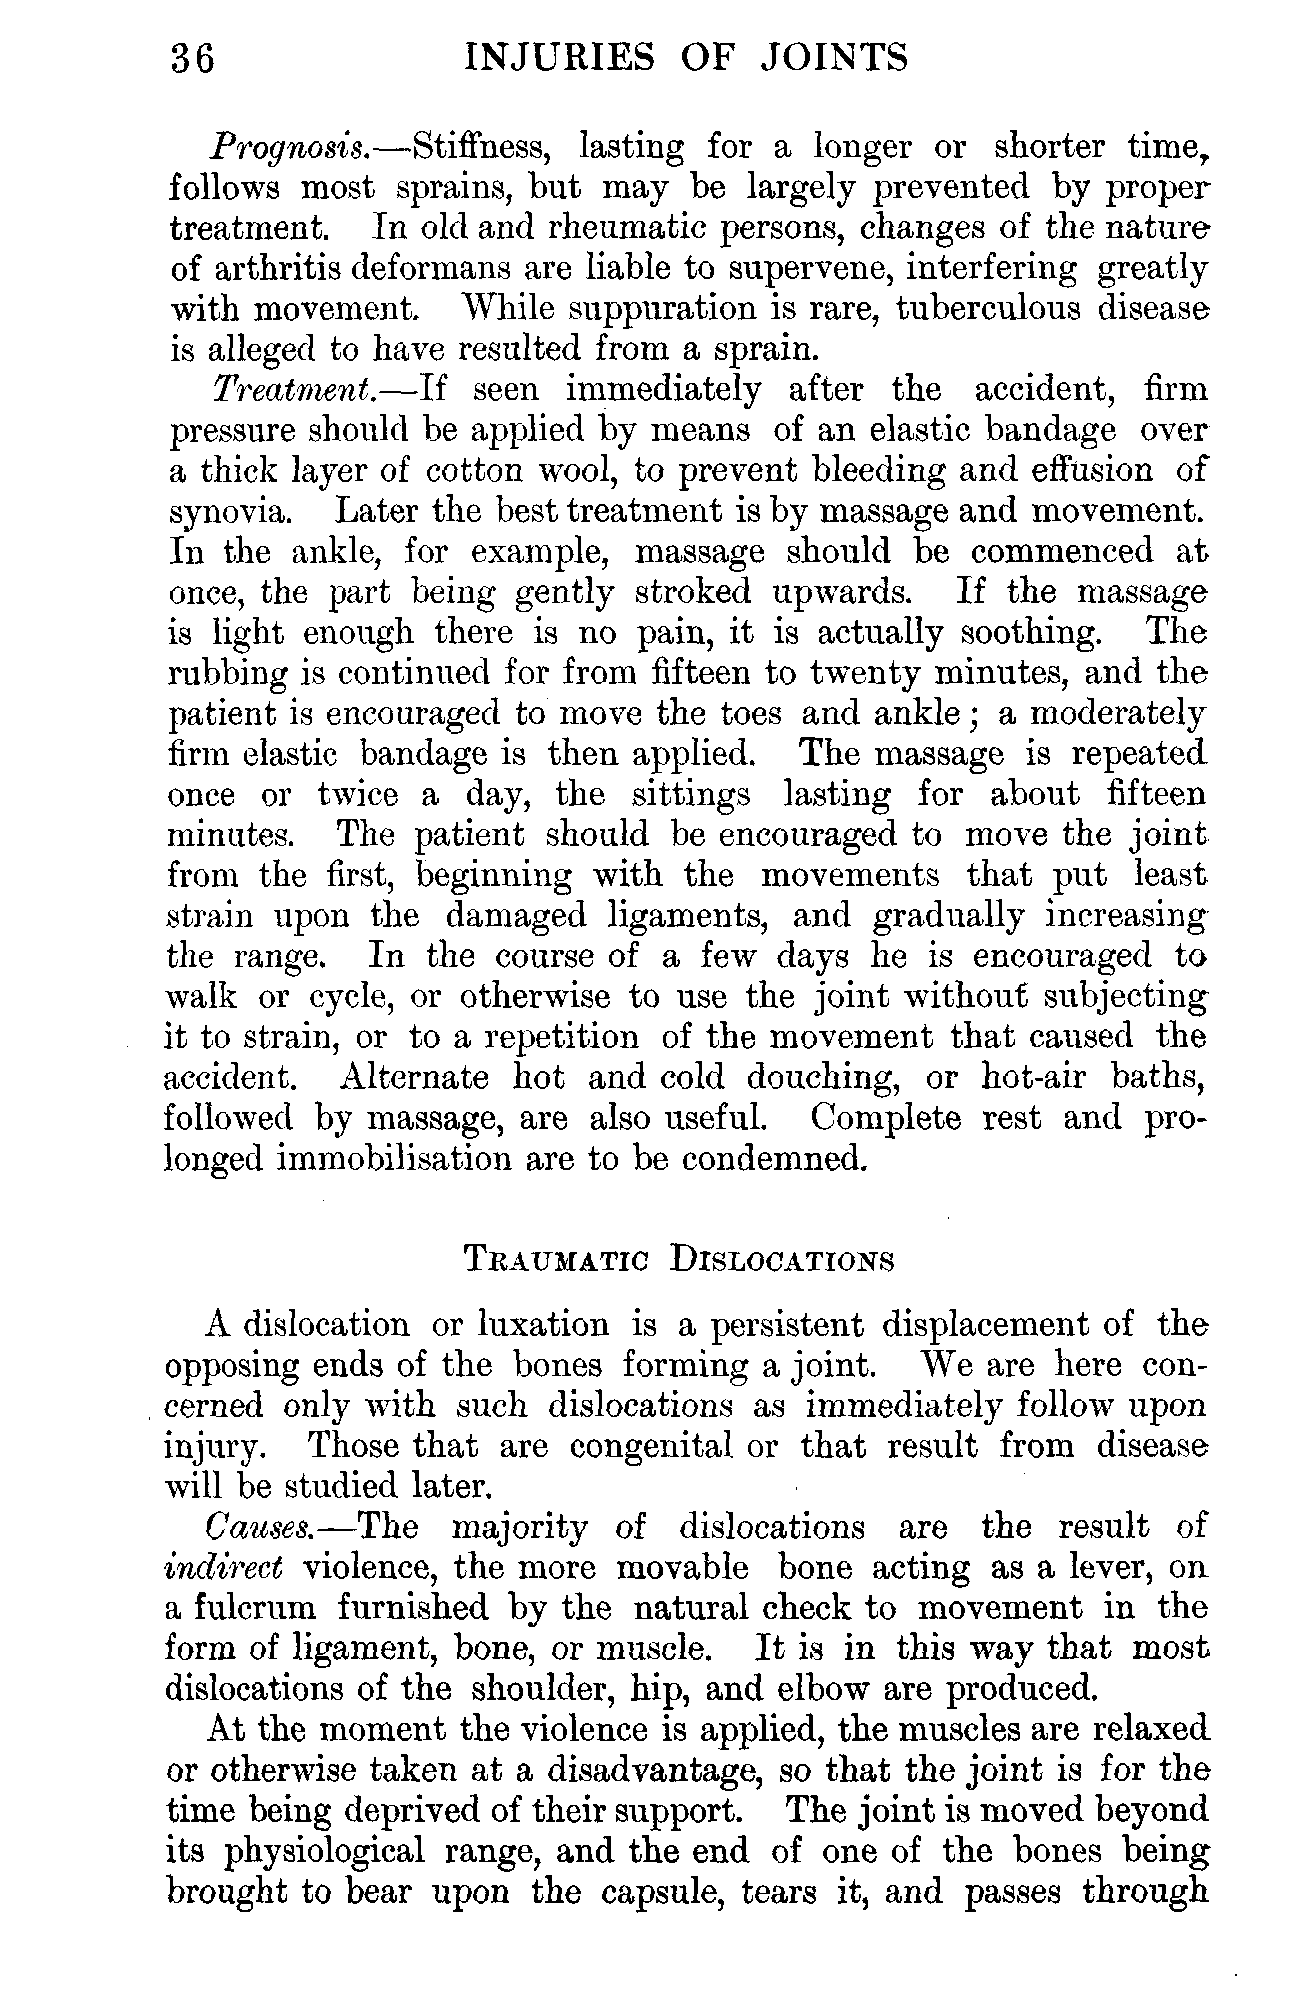 36 INJURIES OF JOINTS
Prognosis.—Stiffness, lasting for a longer or shorter time,
follows most sprains, but may be largely prevented by proper
treatment. In old and rheumatic persons, changes of the nature
of arthritis deformans are liable to supervene, interfering greatly
with movement. While suppuration is rare, tuberculous disease
is alleged to have resulted from a sprain.
Treatment.—If seen immediately after the accident, firm
pressure should be applied by means of an elastic bandage over
a thick layer of cotton wool, to prevent bleeding and effusion of
synovia. Later the best treatment is by massage and movement.
In the ankle, for example, massage should be commenced at
once, the part being gently stroked upwards. If the massage
is light enough there is no pain, it is actually soothing. The
rubbing is continued for from fifteen to twenty minutes, and the
patient is encouraged to move the toes and ankle; a moderately
firm elastic bandage is then applied. The massage is repeated
once or twice a day, the sittings lasting for about fifteen
minutes. The patient should be encouraged to move the joint
from the first, beginning with the movements that put least
strain upon the damaged ligaments, and gradually increasing
the range. In the course of a few days he is encouraged to
walk or cycle, or otherwise to use the joint without subjecting
it to strain, or to a repetition of the movement that caused the
accident. Alternate hot and cold douching, or hot-air baths,
followed by massage, are also useful. Complete rest and pro-
longed immobilisation are to be condemned.
TRAUMATIC DISLOCATIONS
A dislocation or luxation is a persistent displacement of the
opposing ends of the bones forming a joint. We are here con-
cerned only with such dislocations as immediately follow upon
injury. Those that are congenital or that result from disease
will be studied later.
Causes.—The majority of dislocations are the result of
indirect violence, the more movable bone acting as a lever, on
a fulcrum furnished by the natural check to movement in the
form of ligament, bone, or muscle. It is in this way that most
dislocations of the shoulder, hip, and elbow are produced.
At the moment the violence is applied, the muscles are relaxed
or otherwise taken at a disadvantage, so that the joint is for the
time being deprived of their support. The joint is moved beyond
its physiological range, and the end of one of the bones being
brought to bear upon the capsule, tears it, and passes through